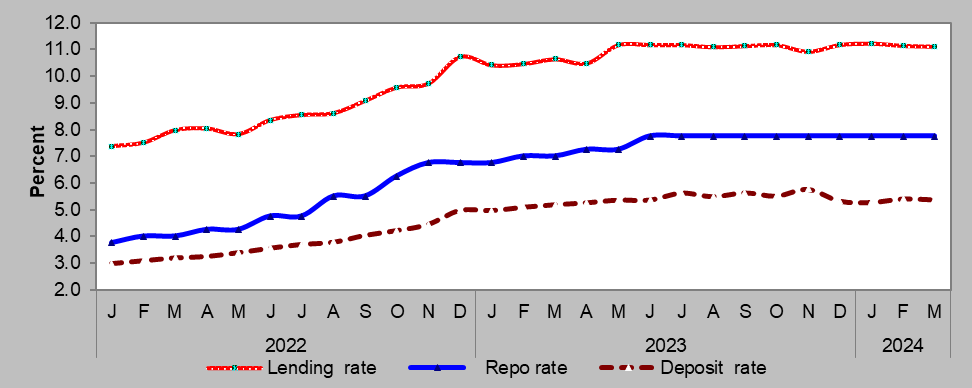 12.0
11.0
10.0
9.0
8.0
7.0
6.0
5.0
4.0
3.0
2.0
Percent
J F M A M J J A S O N D J F M A M J J A S O N D J F M
2022 2023 2024
Lending rate Repo rate Deposit rate